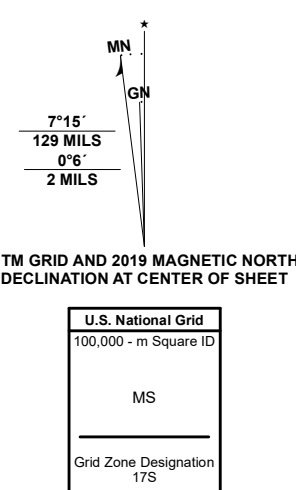 MN
GN
7°15´
129 MILS
0°6´
2 MILS
TM GRID AND 2019 MAGNETIC NORTH
DECLINATION AT CENTER OF SHEET
U.S. National Grid
100,000 - m Square ID
MS
Grid Zone Designation
17S